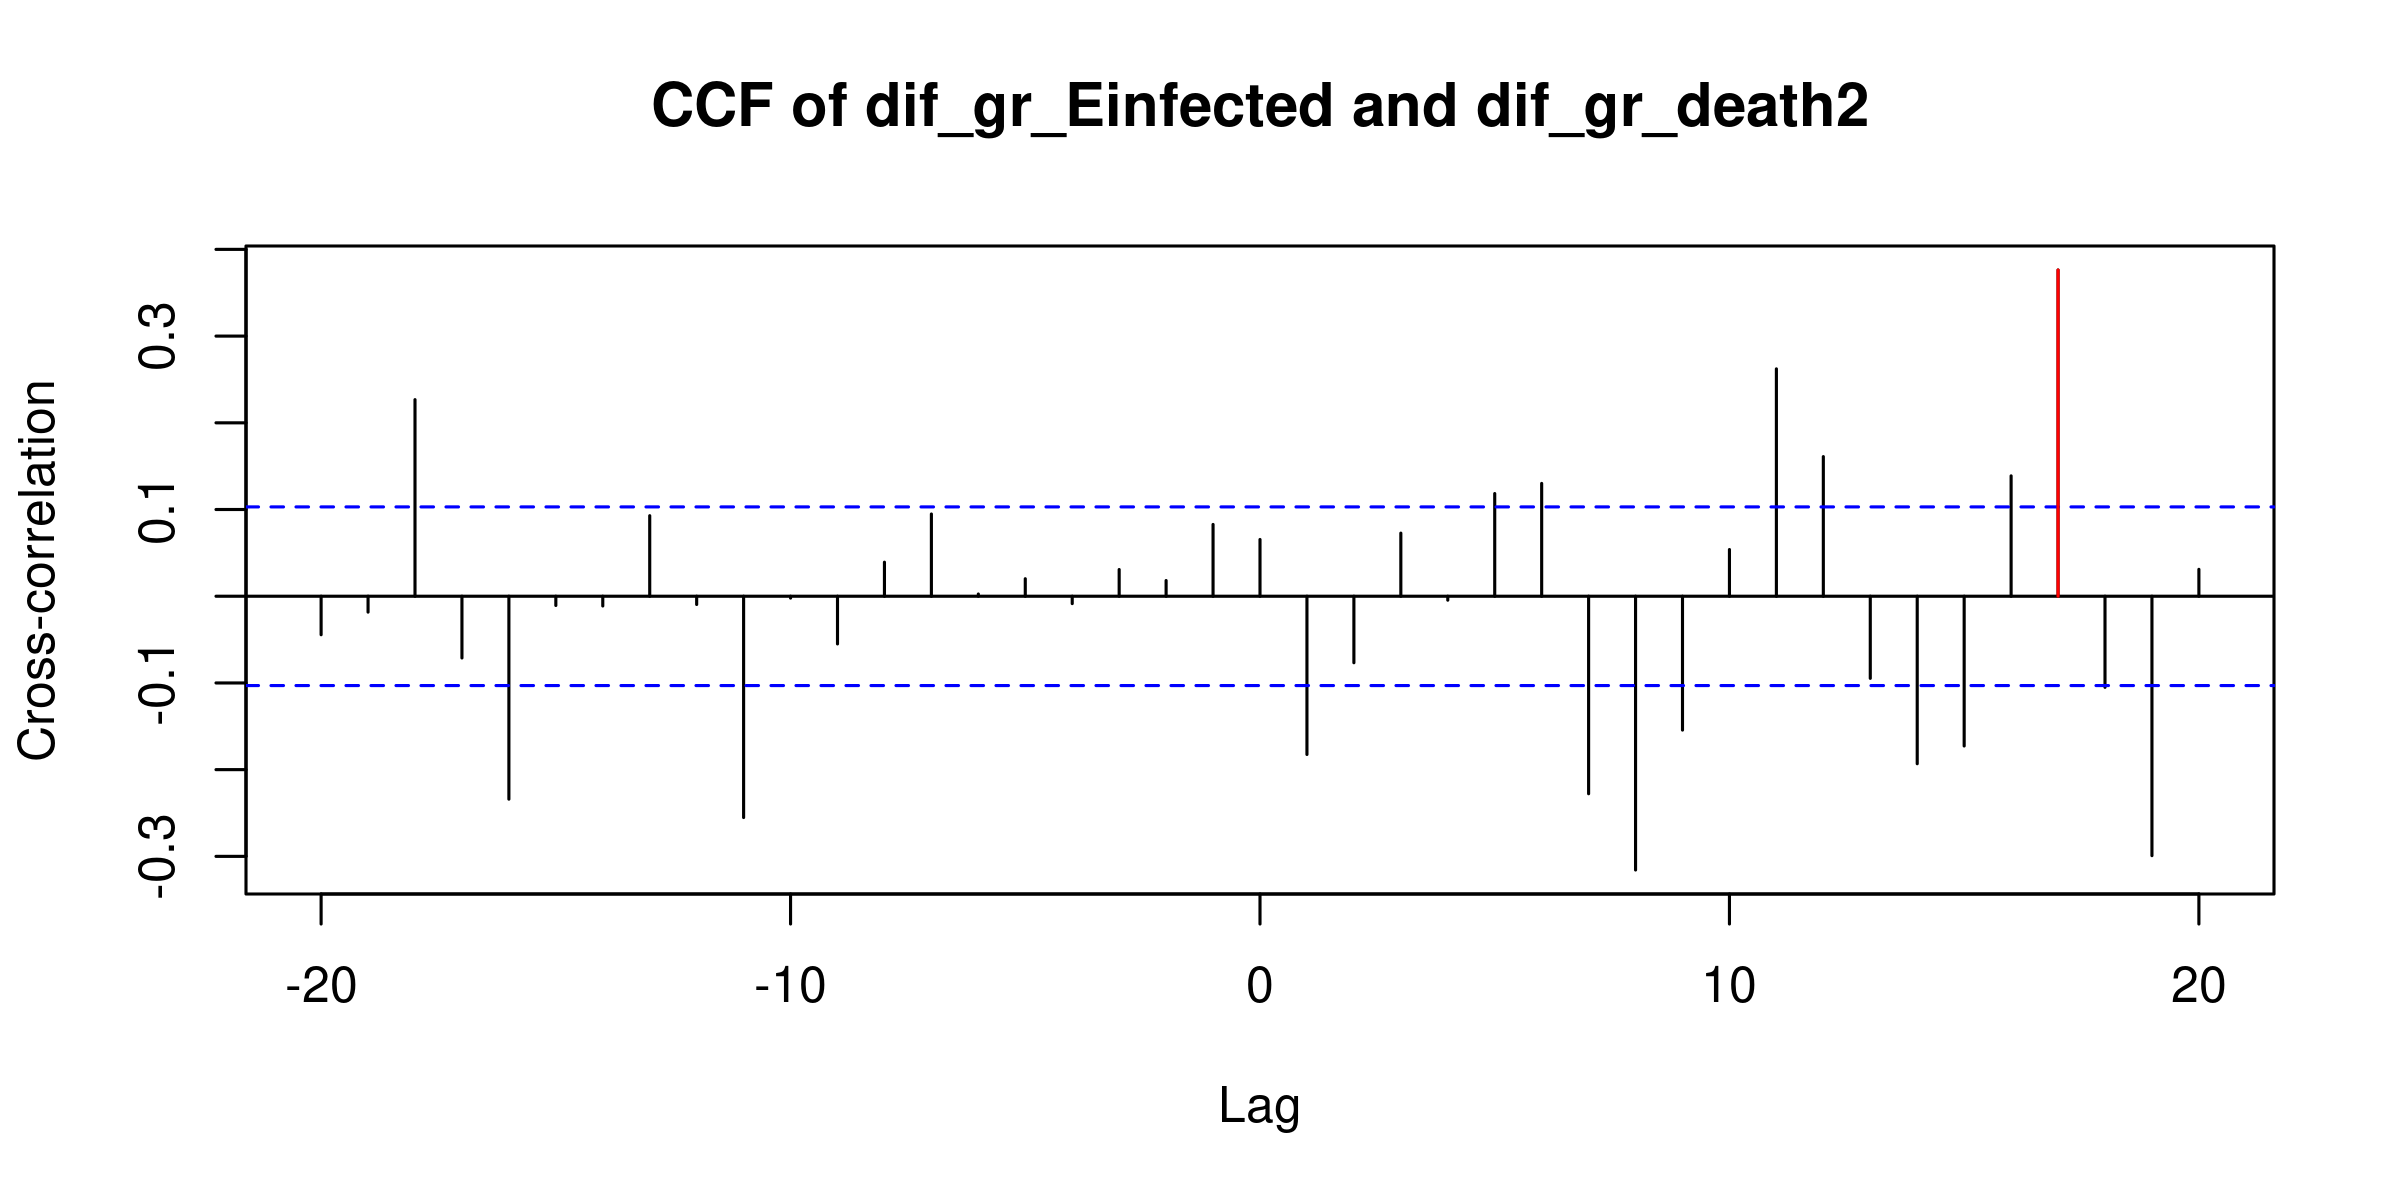 CCF of dif_gr_Einfected and dif_gr_death2
Cross-correlation
0.3
0.1
-0.1
-0.3
-20 -10 0 10 20
Lag